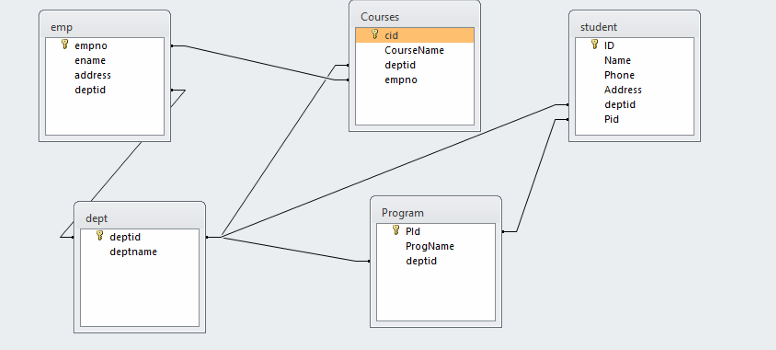 emp
empno
ename
address
deptid
Courses
cid
CourseName
deptid
empno
student
ID
Name
Phone
Address
deptid
Pid
dept
deptid
deptname
Program
PId
ProgName
deptid